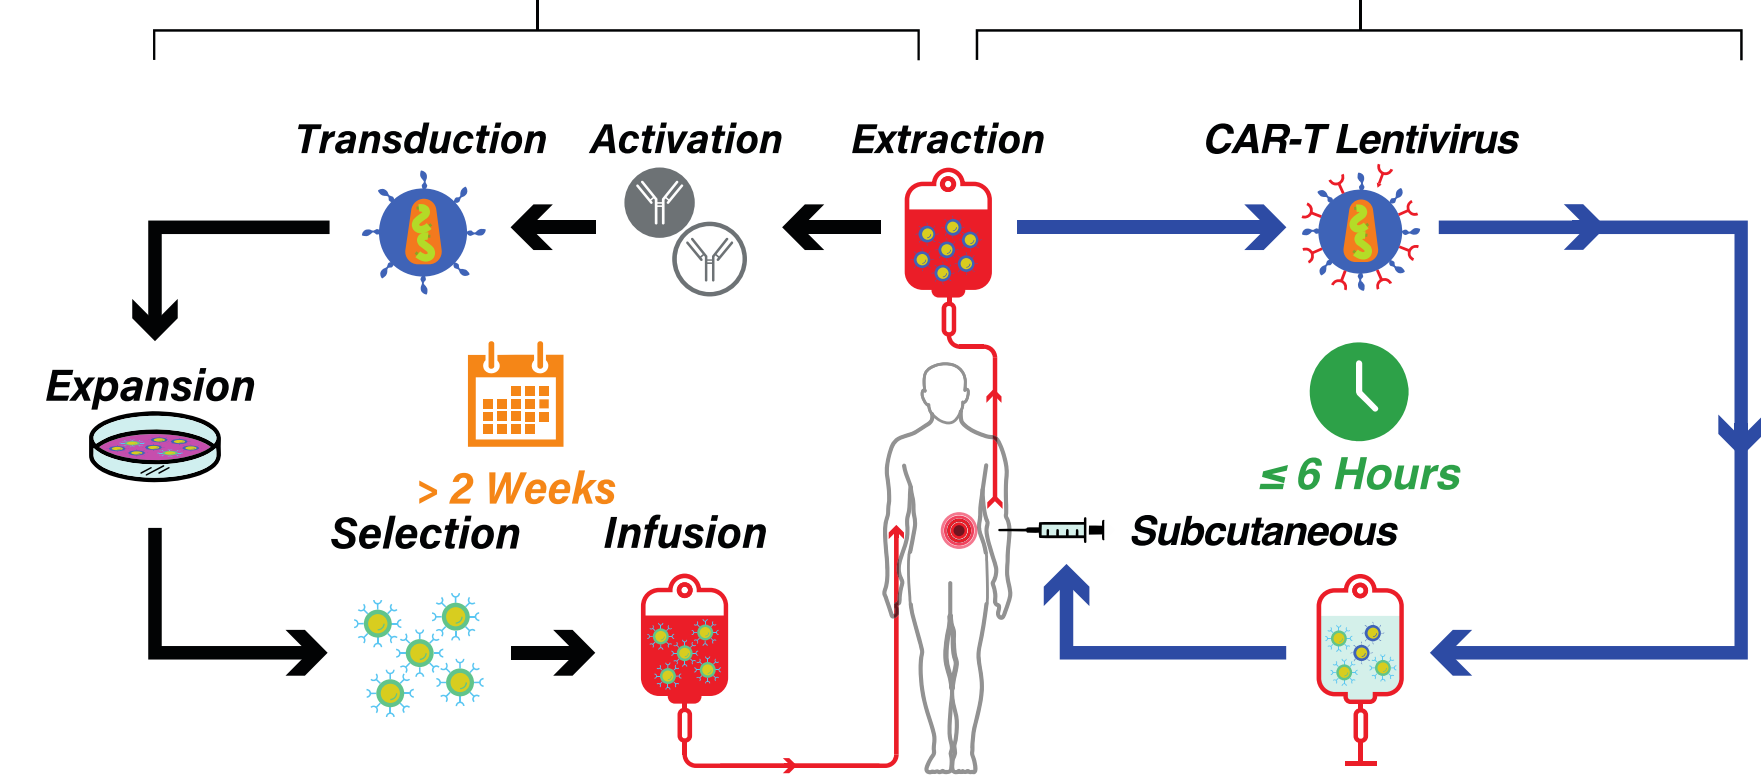 Transduction
Activation
Extraction
CAR-T Lentivirus
Expansion
> 2 Weeks
≤ 6 Hours
Selection
Infusion
Subcutaneous